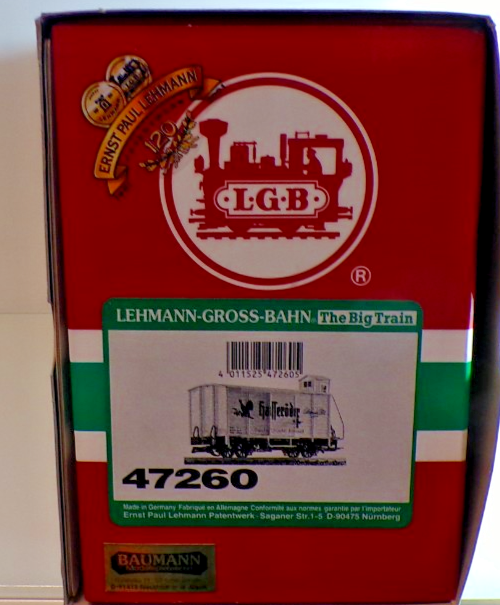 ERNST PAUL LEHMANN
120
L·G·B
®
LEHMANN-GROSS-BAHN The Big Train
4 011525 472605
Hasseröder
47260
Made in Germany Fabriqué en Allemagne Conformité aux normes garantie par l'importateur
Ernst Paul Lehmann Patentwerk · Saganer Str.1-5 D-90475 Nürnberg
BAUMANN